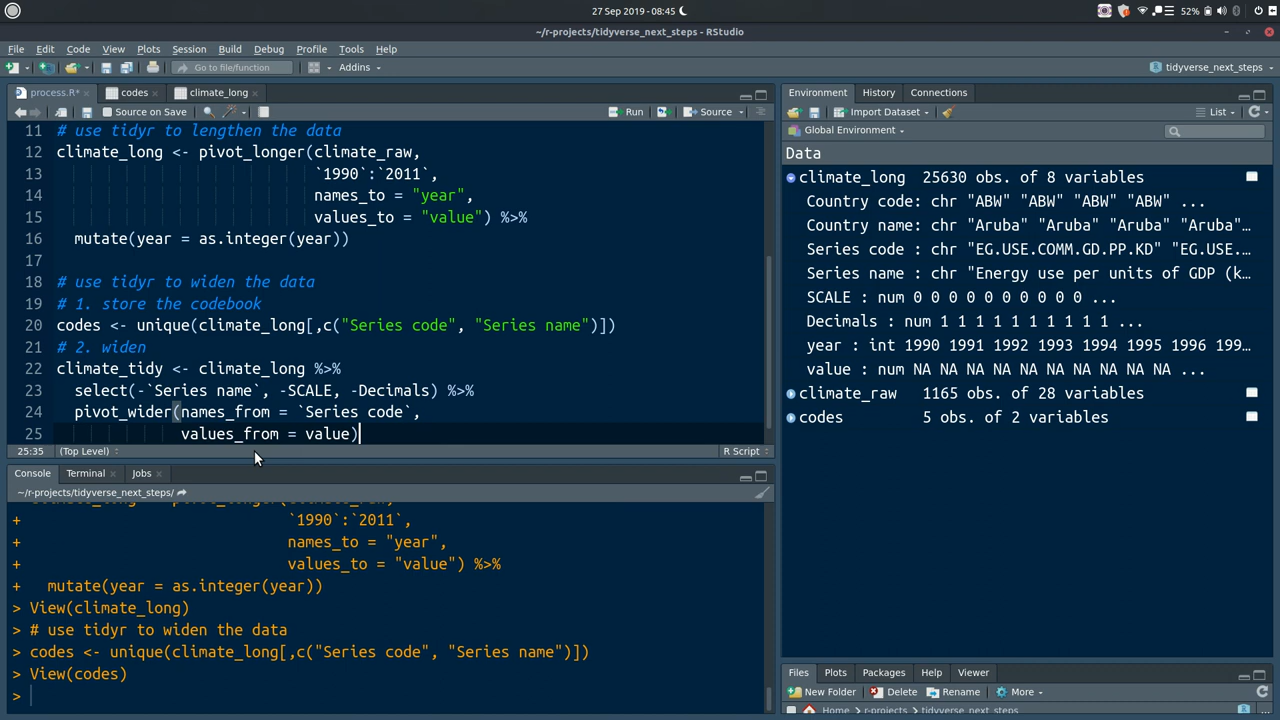 27 Sep 2019 - 08:45
52%
~/r-projects/tidyverse_next_steps - RStudio
File Edit Code View Plots Session Build Debug Profile Tools Help
Go to file/function Addins tidyverse_next_steps
process.R* codes climate_long
Source on Save Run Source
11 # use tidyr to lengthen the data
12 climate_long <- pivot_longer(climate_raw,
13 `1990`:`2011`,
14 names_to = "year",
15 values_to = "value") %>%
16 mutate(year = as.integer(year))
17
18 # use tidyr to widen the data
19 # 1. store the codebook
20 codes <- unique(climate_long[,c("Series code", "Series name")])
21 # 2. widen
22 climate_tidy <- climate_long %>%
23 select(-`Series name`, -SCALE, -Decimals) %>%
24 pivot_wider(names_from = `Series code`,
25 values_from = value)
25:35 (Top Level) R Script
Console Terminal Jobs
~/r-projects/tidyverse_next_steps/
+ `1990`:`2011`,
+ names_to = "year",
+ values_to = "value") %>%
+ mutate(year = as.integer(year))
> View(climate_long)
> # use tidyr to widen the data
> codes <- unique(climate_long[,c("Series code", "Series name")])
> View(codes)
>
Environment History Connections
Import Dataset List
Global Environment
Data
climate_long 25630 obs. of 8 variables
Country code: chr "ABW" "ABW" "ABW" "ABW" ...
Country name: chr "Aruba" "Aruba" "Aruba" "Aruba"…
Series code : chr "EG.USE.COMM.GD.PP.KD" "EG.USE.…
Series name : chr "Energy use per units of GDP (k…
SCALE : num 0 0 0 0 0 0 0 0 0 0 ...
Decimals : num 1 1 1 1 1 1 1 1 1 1 ...
year : int 1990 1991 1992 1993 1994 1995 1996 199…
value : num NA NA NA NA NA NA NA NA NA NA ...
climate_raw 1165 obs. of 28 variables
codes 5 obs. of 2 variables
Files Plots Packages Help Viewer
New Folder Delete Rename More
Home r-projects tidyverse_next_steps